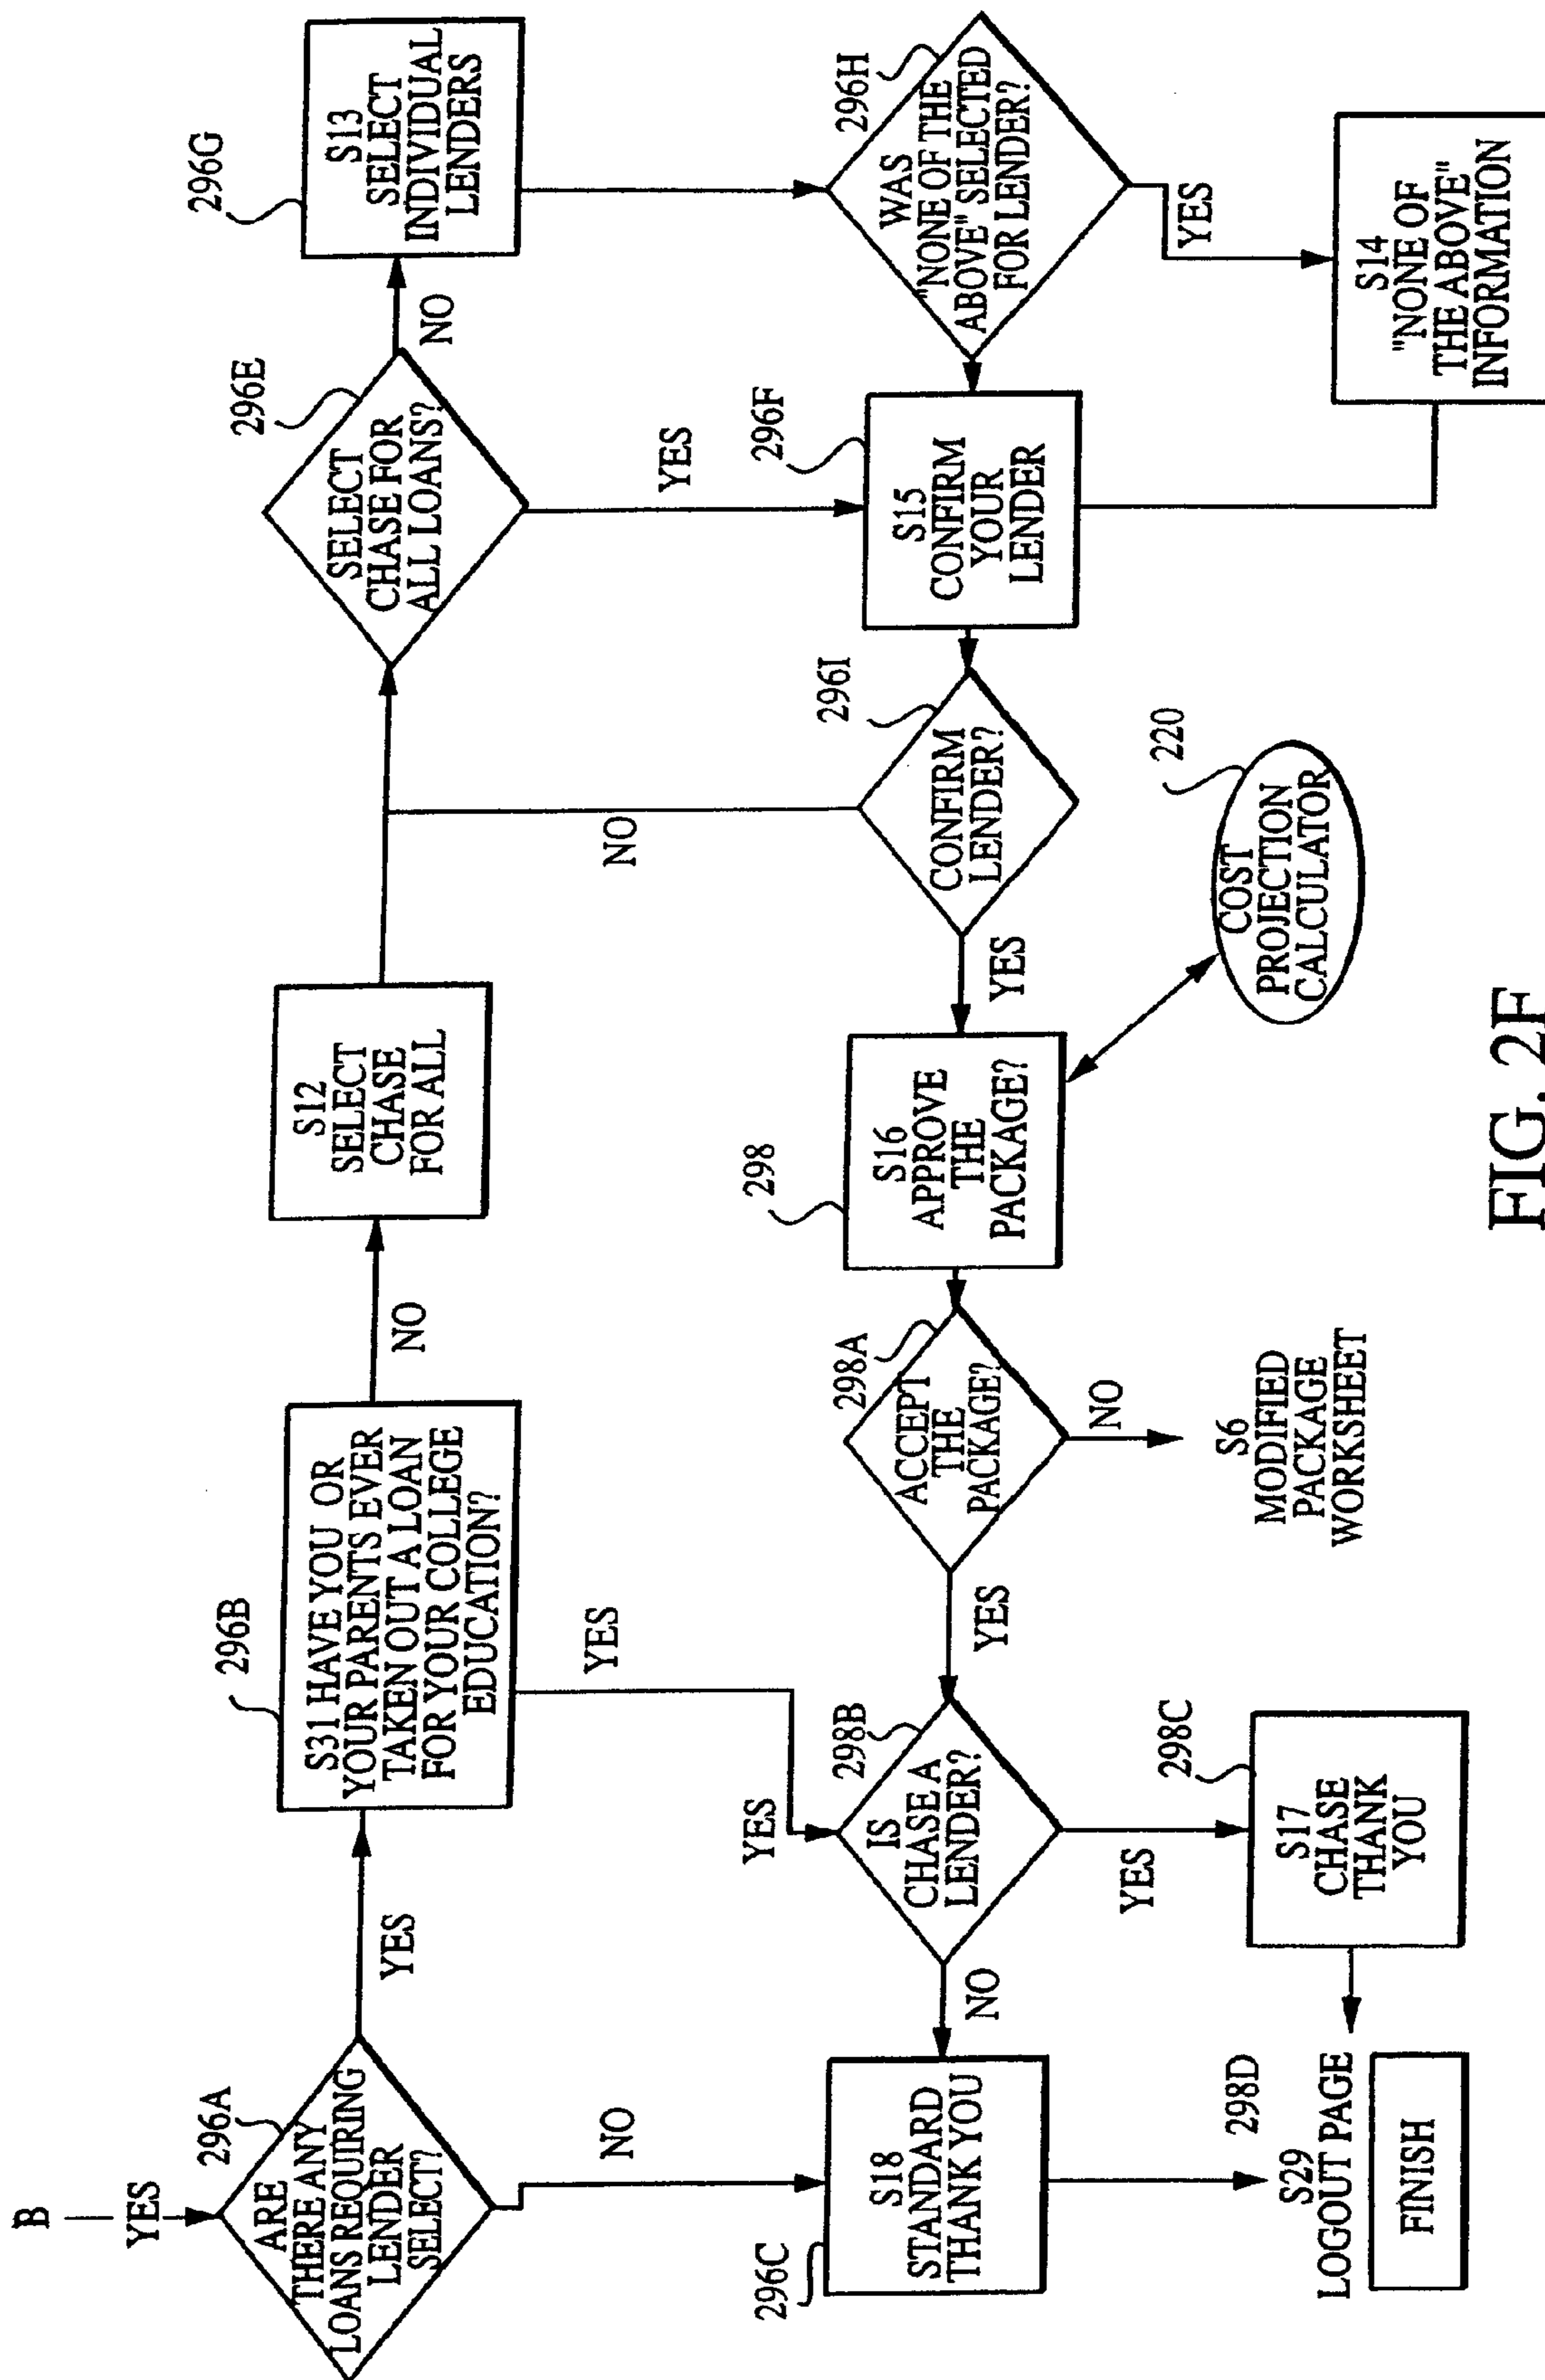 B
YES
296A
ARE
THERE ANY
LOANS REQUIRING
LENDER
SELECT?
YES
NO
296B
S31 HAVE YOU OR
YOUR PARENTS EVER
TAKEN OUT A LOAN
FOR YOUR COLLEGE
EDUCATION?
NO
YES
S12
SELECT
CHASE
FOR ALL
296E
SELECT
CHASE FOR
ALL LOANS?
NO
YES
296G
S13
SELECT
INDIVIDUAL
LENDERS
296H
WAS
"NONE OF THE
ABOVE" SELECTED
FOR LENDER?
YES
S14
"NONE OF
THE ABOVE"
INFORMATION
296F
S15
CONFIRM
YOUR
LENDER
296I
CONFIRM
LENDER?
NO
YES
298
S16
APPROVE
THE
PACKAGE?
220
COST
PROJECTION
CALCULATOR
298A
ACCEPT
THE
PACKAGE?
NO
S6
MODIFIED
PACKAGE
WORKSHEET
YES
YES
298B
IS
CHASE A
LENDER?
YES
NO
298C
S17
CHASE
THANK
YOU
296C
S18
STANDARD
THANK YOU
298D
S29
LOGOUT PAGE
FINISH
FIG. 2F